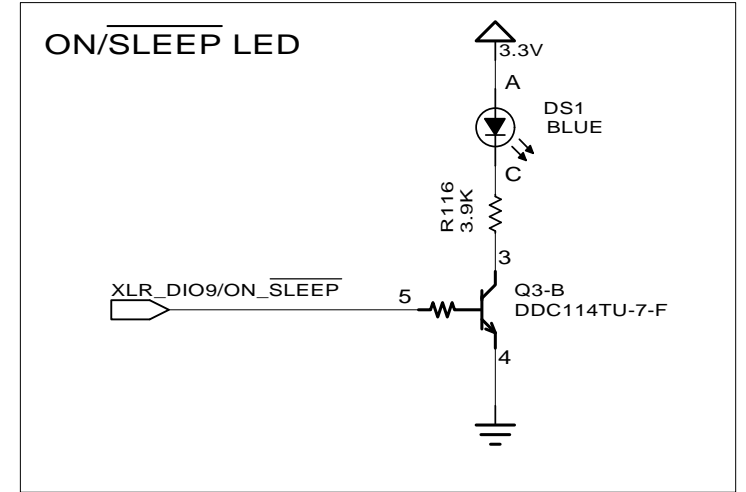 ON/SLEEP LED
3.3V
A
DS1
BLUE
C
R116
3.9K
3
XLR_DIO9/ON_SLEEP
5
Q3-B
DDC114TU-7-F
4